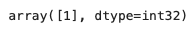 array([1], dtype=int32)